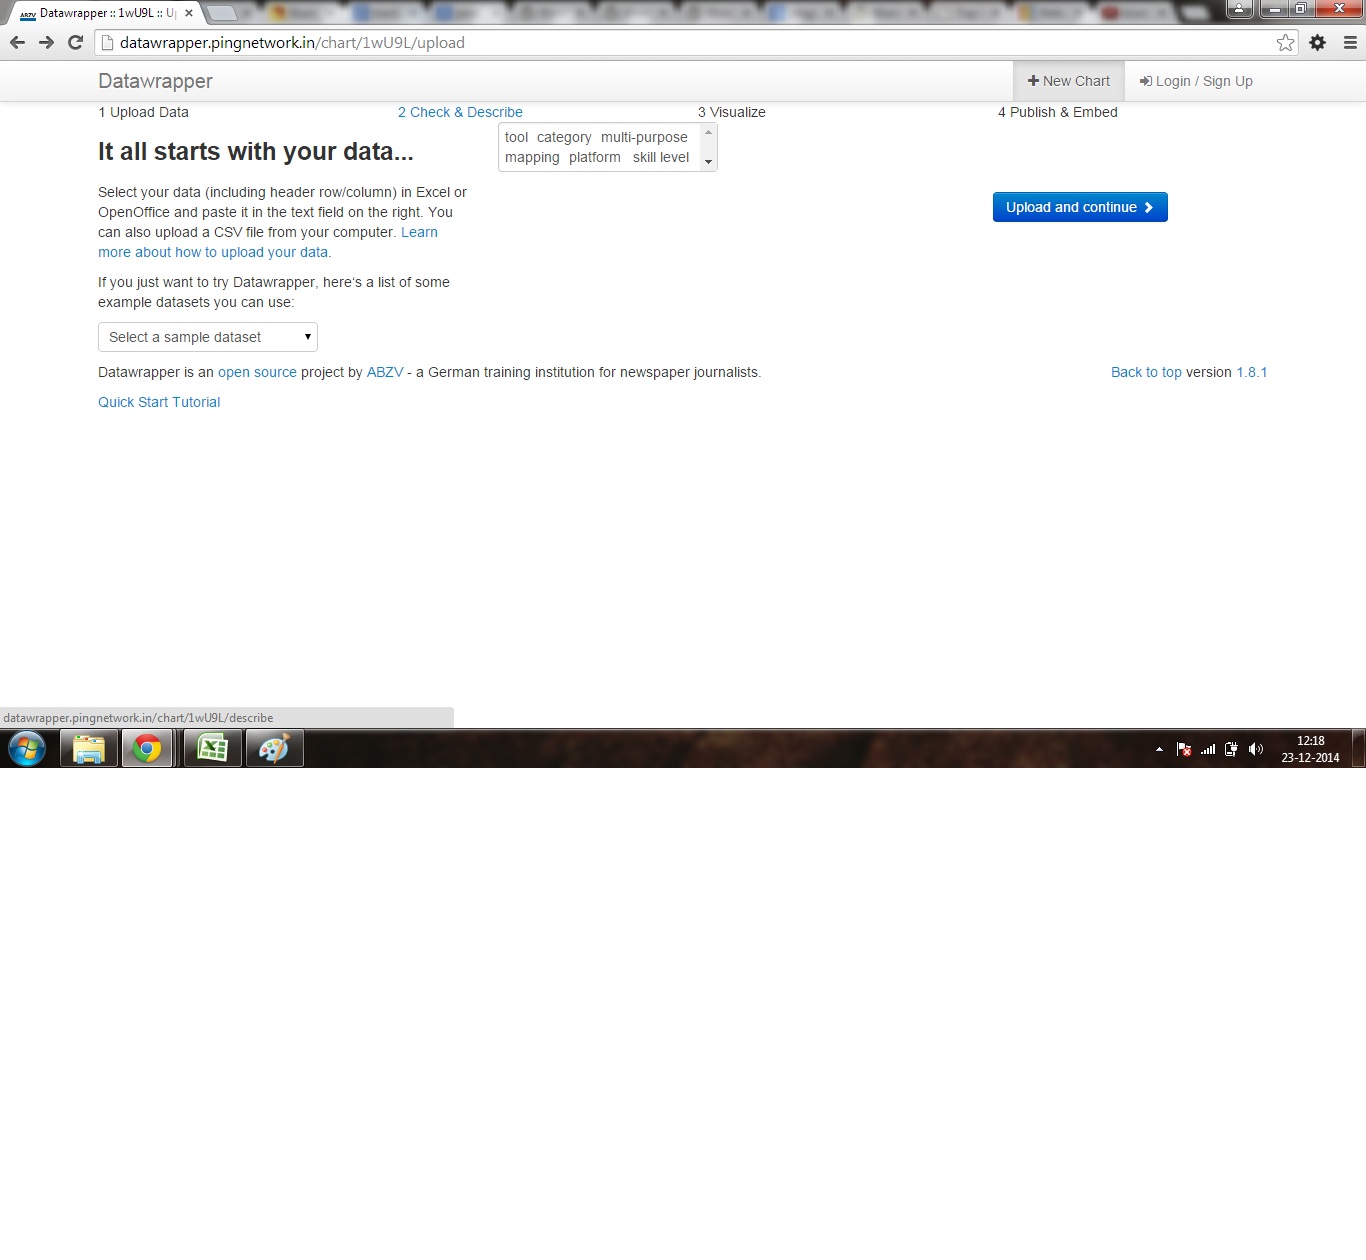 Datawrapper :: 1wU9L :: U
datawrapper.pingnetwork.in/chart/1wU9L/upload
Datawrapper
New Chart
Login / Sign Up
1 Upload Data
2 Check & Describe
3 Visualize
4 Publish & Embed
It all starts with your data...
tool category multi-purpose
mapping platform skill level
Select your data (including header row/column) in Excel or
OpenOffice and paste it in the text field on the right. You
can also upload a CSV file from your computer. Learn
more about how to upload your data.
Upload and continue
If you just want to try Datawrapper, here's a list of some
example datasets you can use:
Select a sample dataset
Datawrapper is an open source project by ABZV - a German training institution for newspaper journalists.
Back to top version 1.8.1
Quick Start Tutorial
datawrapper.pingnetwork.in/chart/1wU9L/describe
12:18
23-12-2014